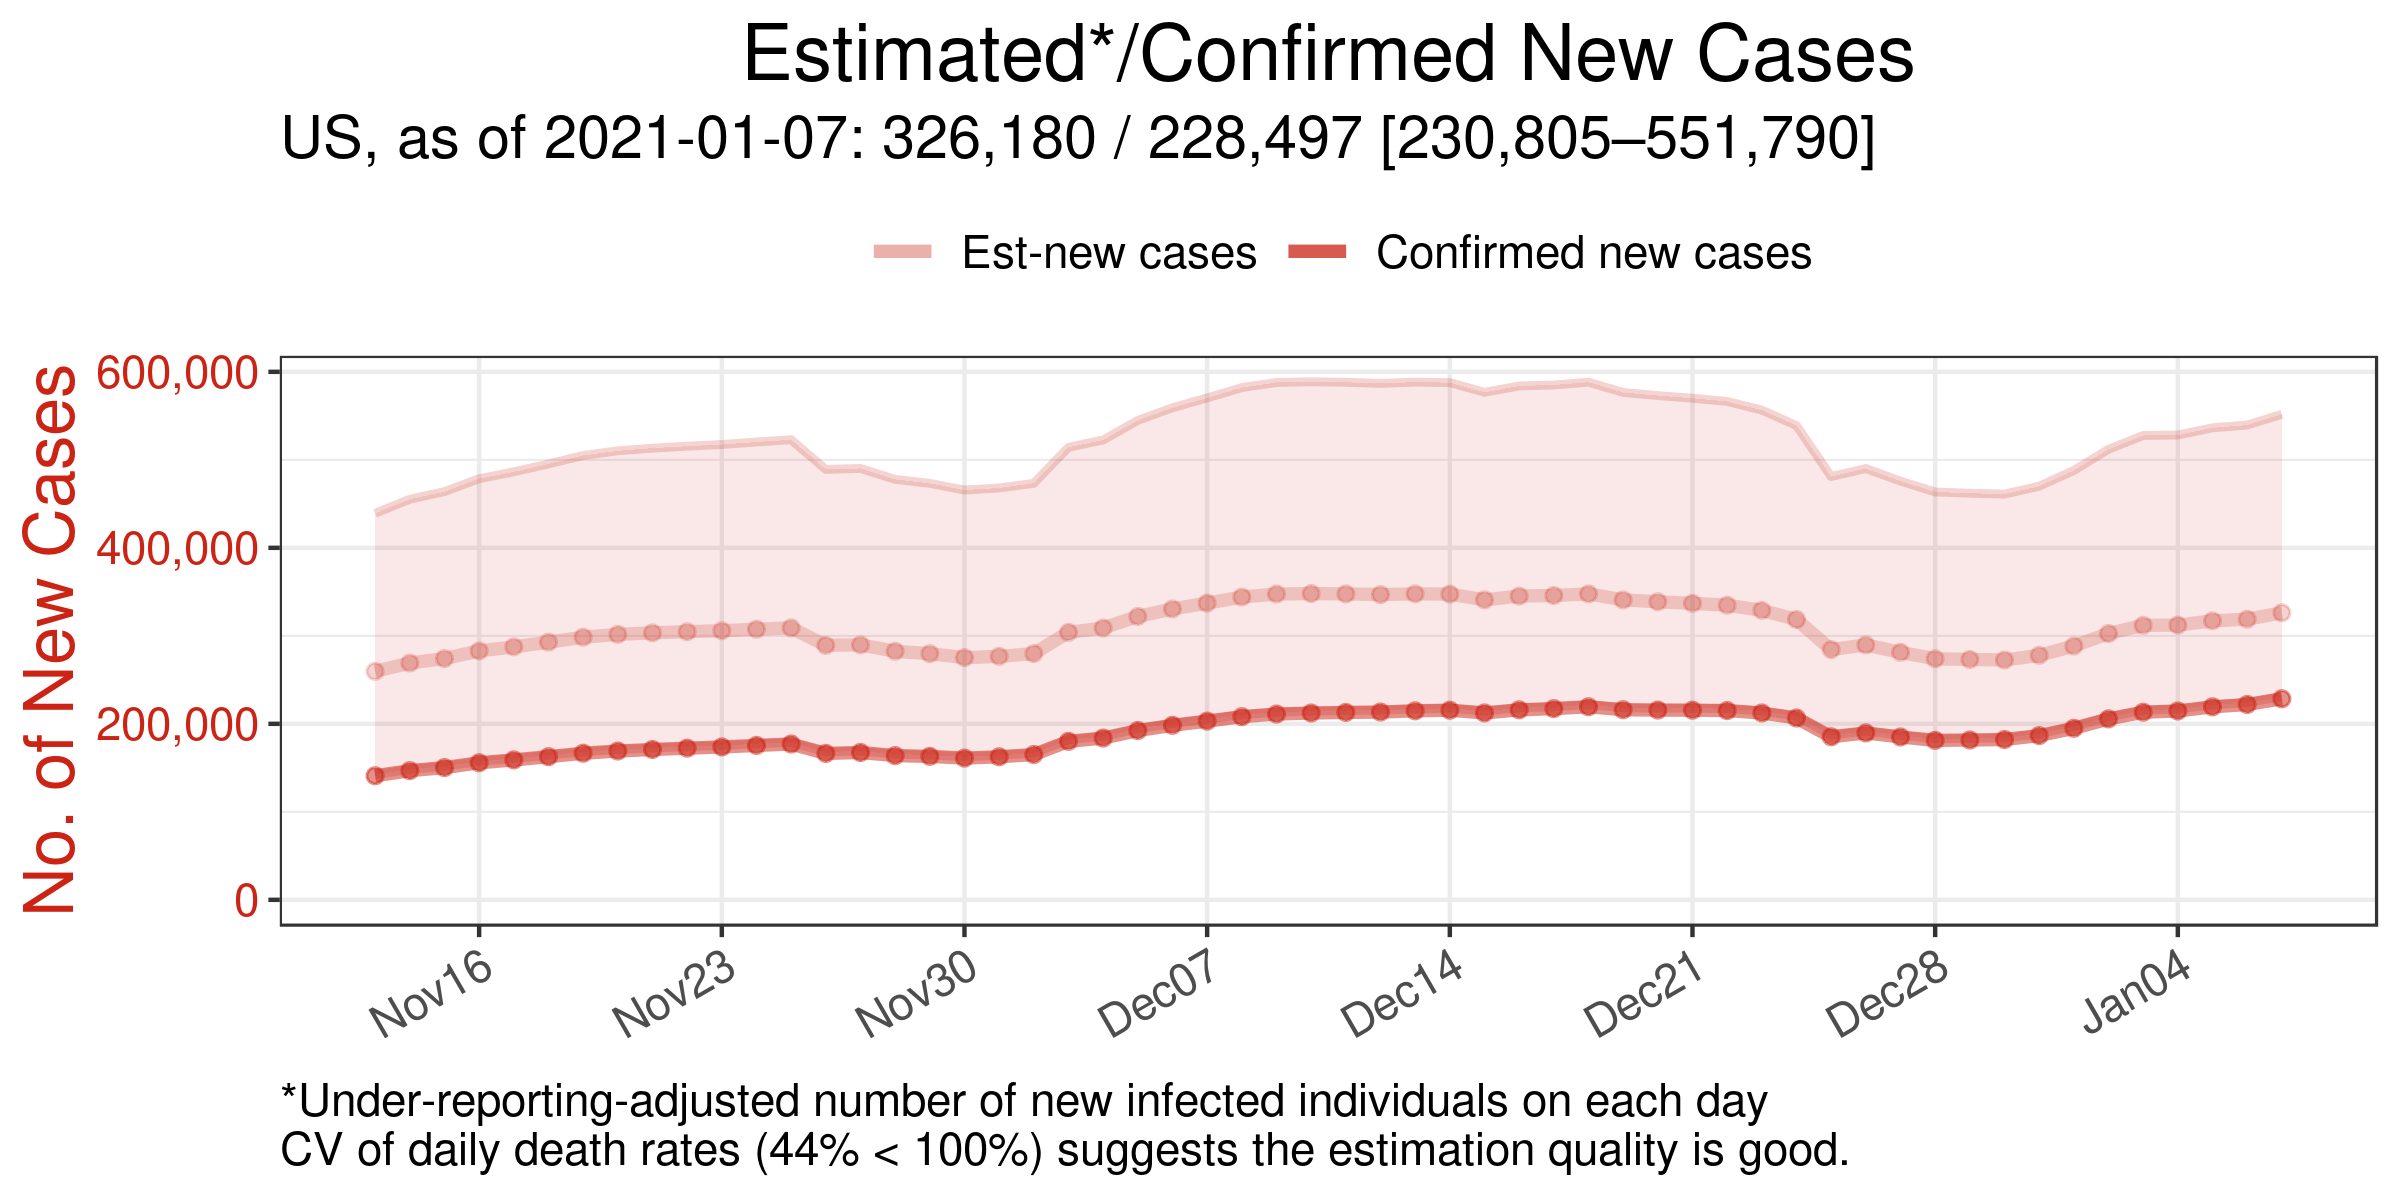 Estimated*/Confirmed New Cases
US, as of 2021-01-07: 326,180 / 228,497 [230,805–551,790]
Est-new cases
Confirmed new cases
No. of New Cases
600,000
400,000
200,000
0
Nov16
Nov23
Nov30
Dec07
Dec14
Dec21
Dec28
Jan04
*Under-reporting-adjusted number of new infected individuals on each day
CV of daily death rates (44% < 100%) suggests the estimation quality is good.